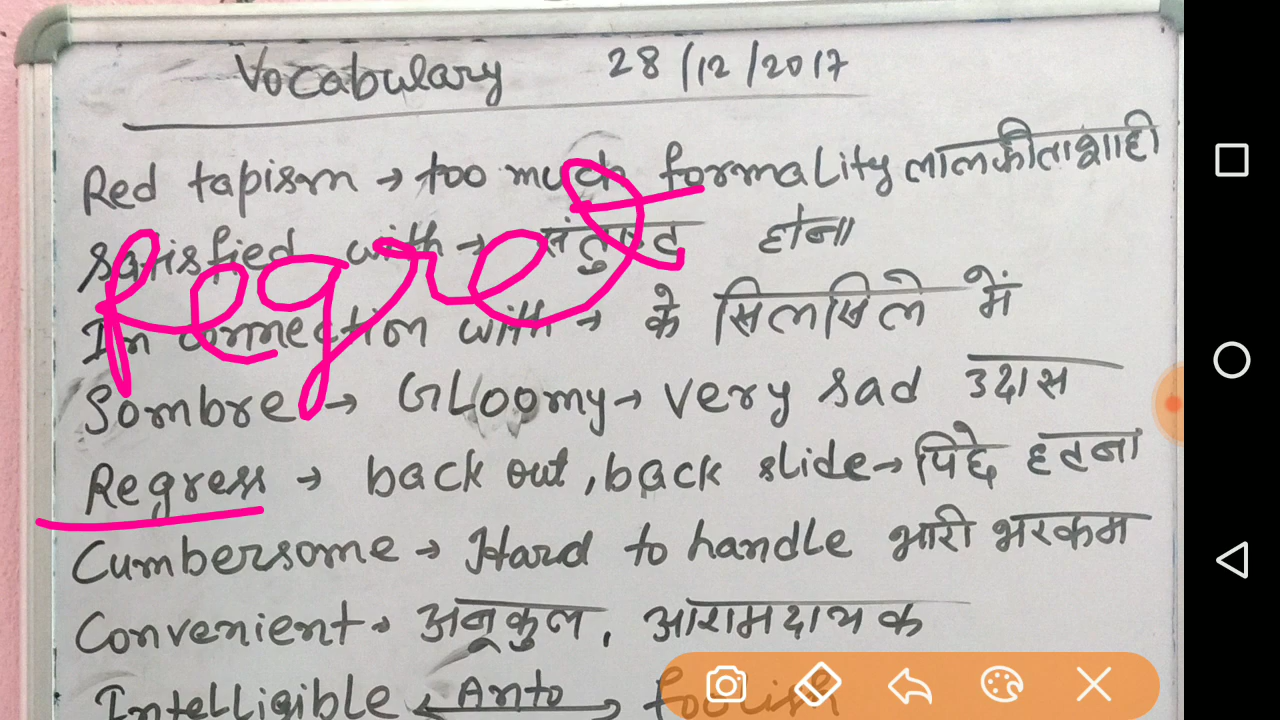 Vocabulary 28/12/2017
Red tapism → too much formality लालफीताशाही
Satisfied with → संतुष्ट होना
In connection with → के सिलसिले में
Sombre → Gloomy → very sad उदास
Regress → back out, back slide → पिछे हटना
Cumbersome → Hard to handle भारी भरकम
Convenient → अनूकुल, आरामदायक
Intelligible ← Anto → foolish
Regret